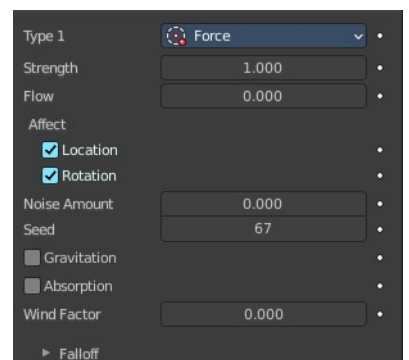 Type 1 Force
Strength 1.000
Flow 0.000
Affect
Location
Rotation
Noise Amount 0.000
Seed 67
Gravitation
Absorption
Wind Factor 0.000
Falloff